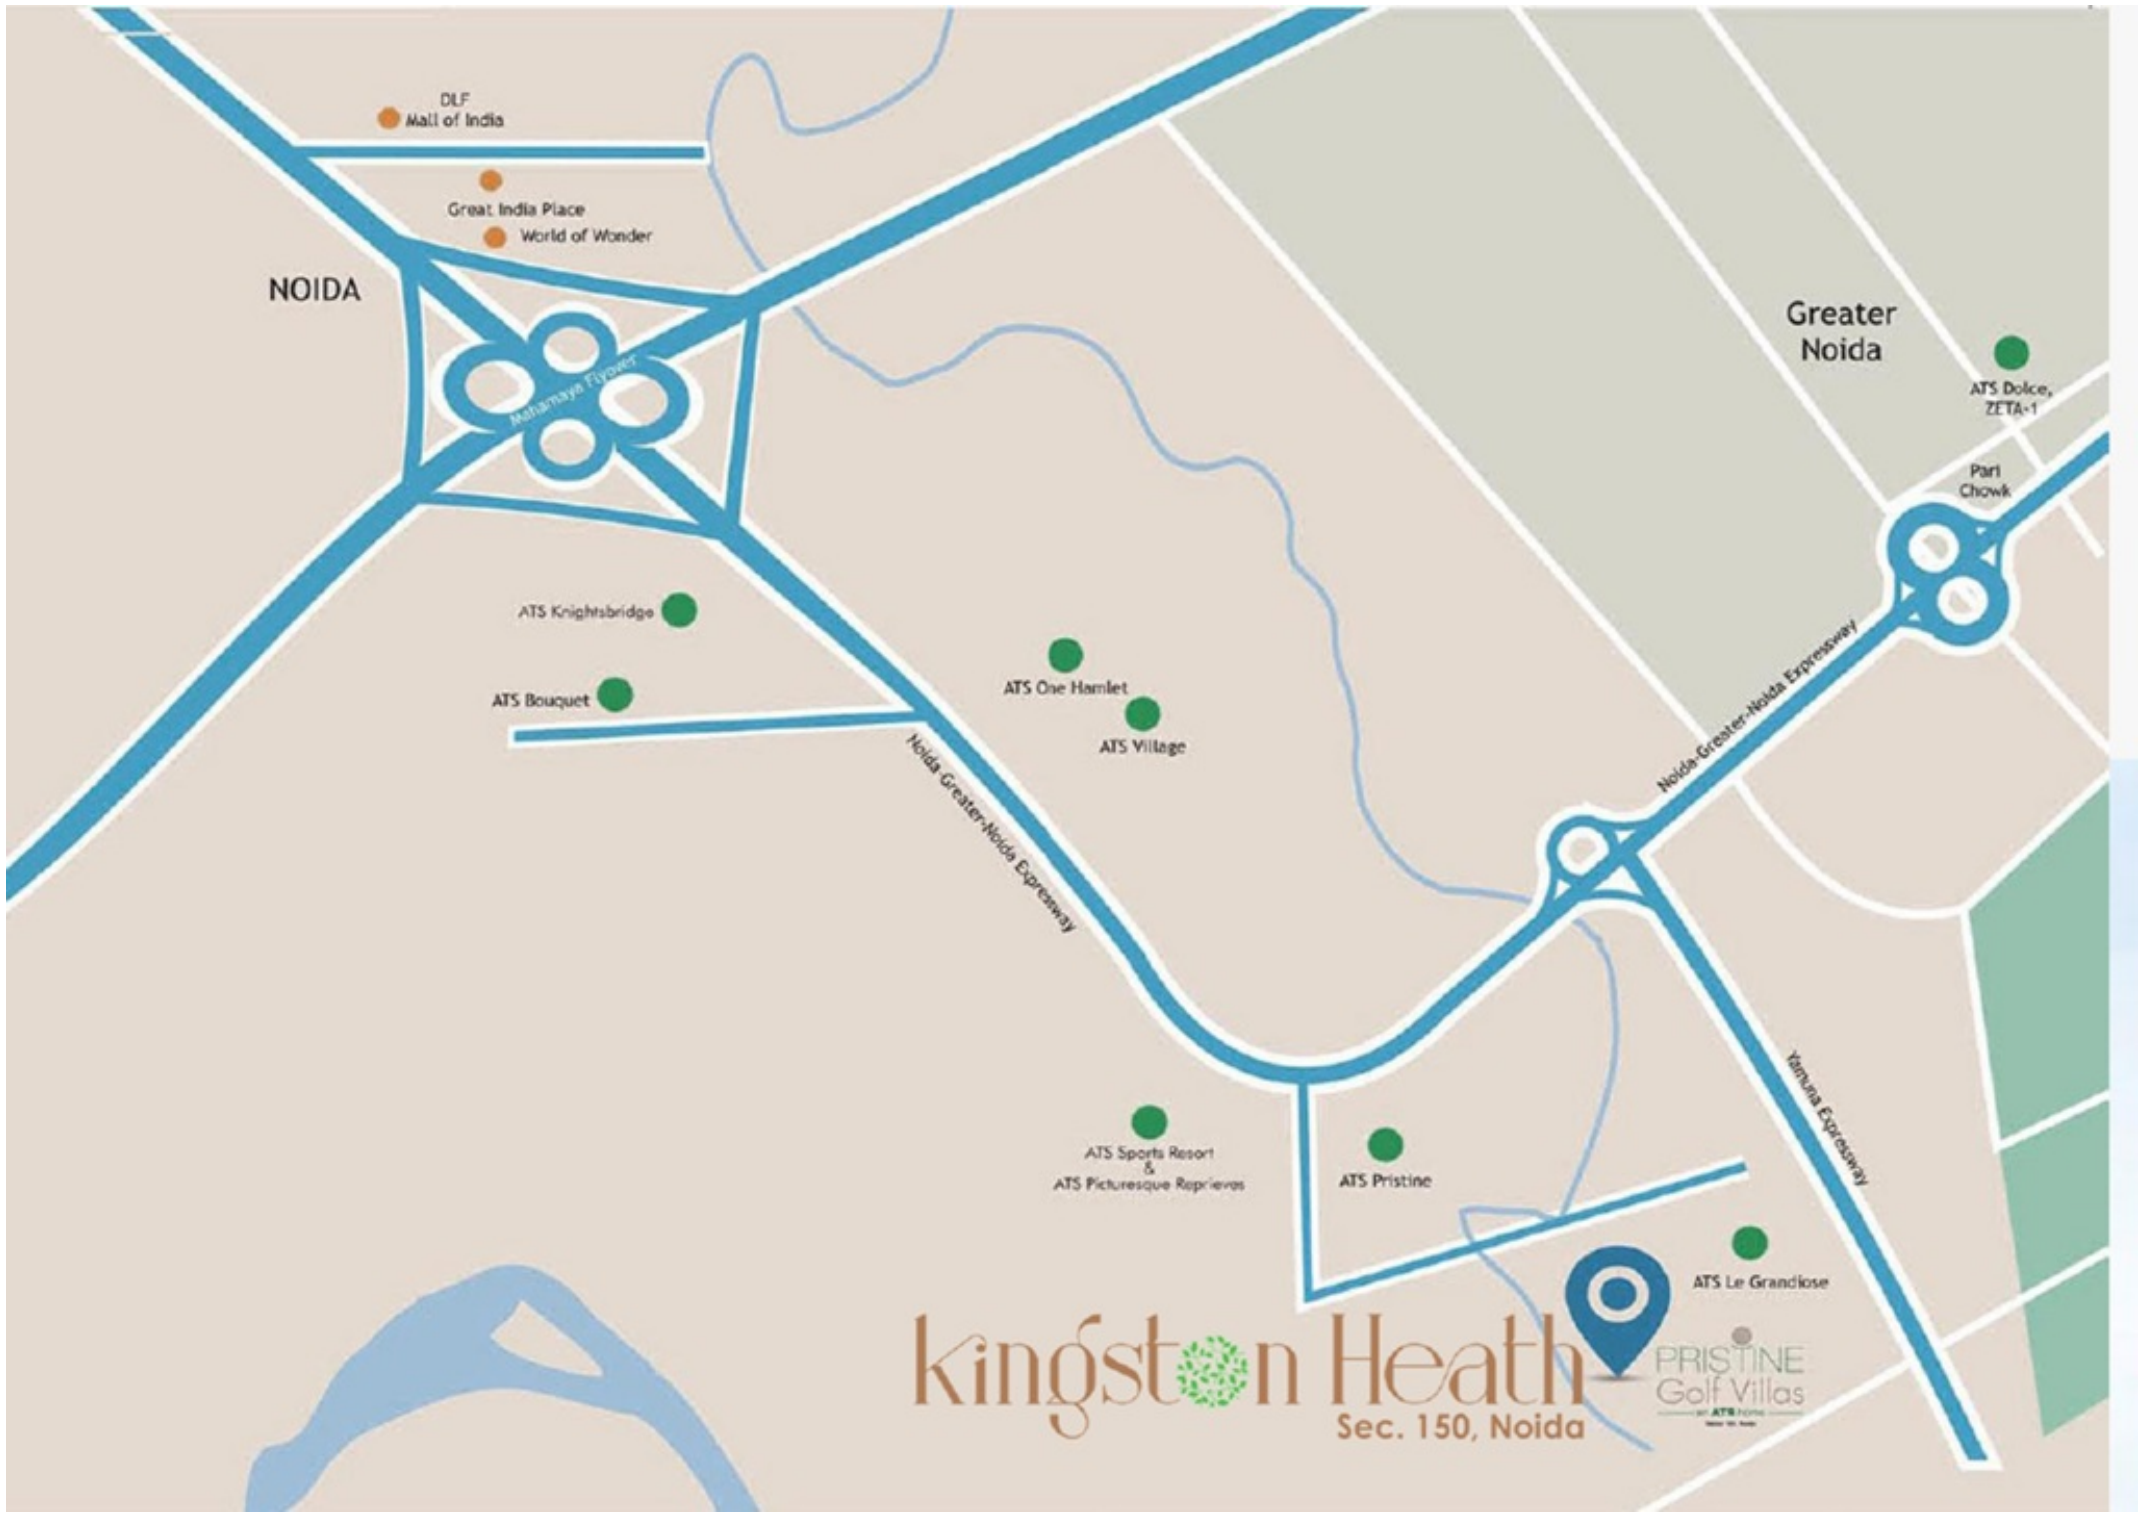 DLF
Mall of India
Great India Place
World of Wonder
NOIDA
Mahamaya Flyover
Greater
Noida
ATS Dolce,
ZETA-1
Pari
Chowk
ATS Knightsbridge
ATS Bouquet
ATS One Hamlet
ATS Village
Noida-Greater-Noida Expressway
Noida-Greater-Noida Expressway
Yamuna Expressway
ATS Sports Resort
&
ATS Picturesque Reprieves
ATS Pristine
ATS Le Grandiose
kingston Heath
Sec. 150, Noida
PRISTINE
Golf Villas
an ATS home